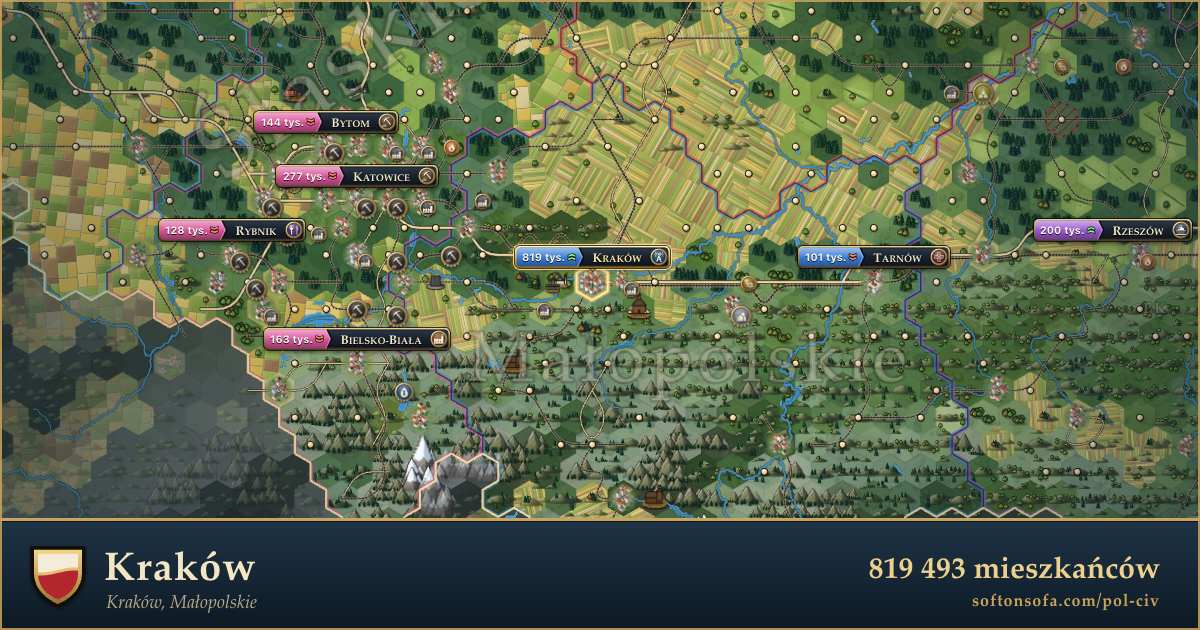 144 tys. Bytom
277 tys. Katowice
128 tys. Rybnik
819 tys. Kraków
101 tys. Tarnów
200 tys. Rzeszów
163 tys. Bielsko-Biała
Małopolskie
Kraków
Kraków, Małopolskie
819 493 mieszkańców
softonsofa.com/pol-civ